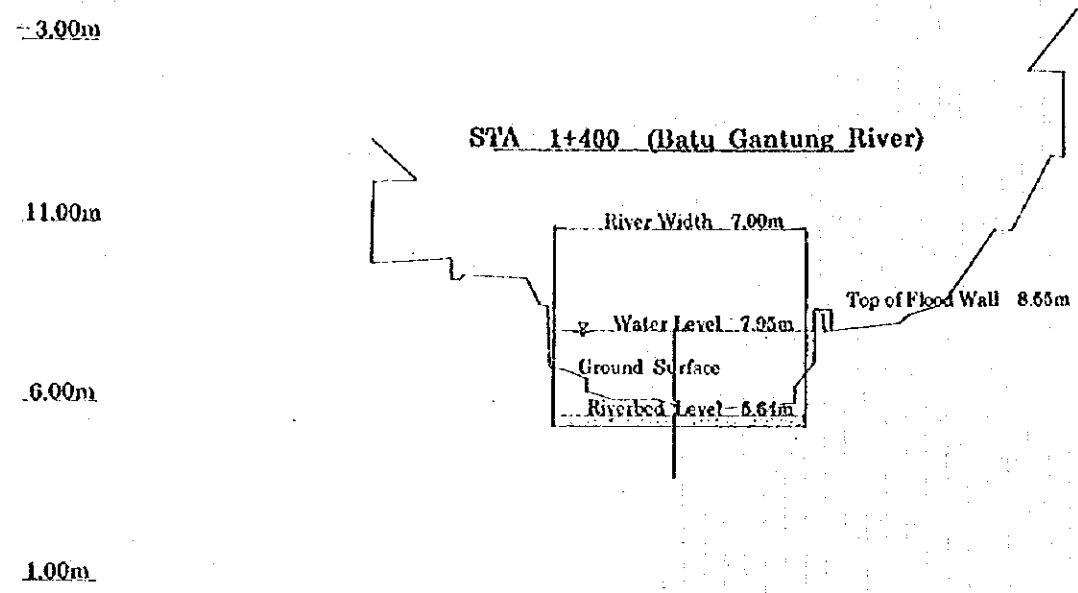 3.00m
STA 1+400 (Batu Gantung River)
11.00m
River Width 7.00m
Top of Flood Wall 8.55m
Water Level 7.95m
Ground Surface
6.00m
Riverbed Level 5.64m
1.00m